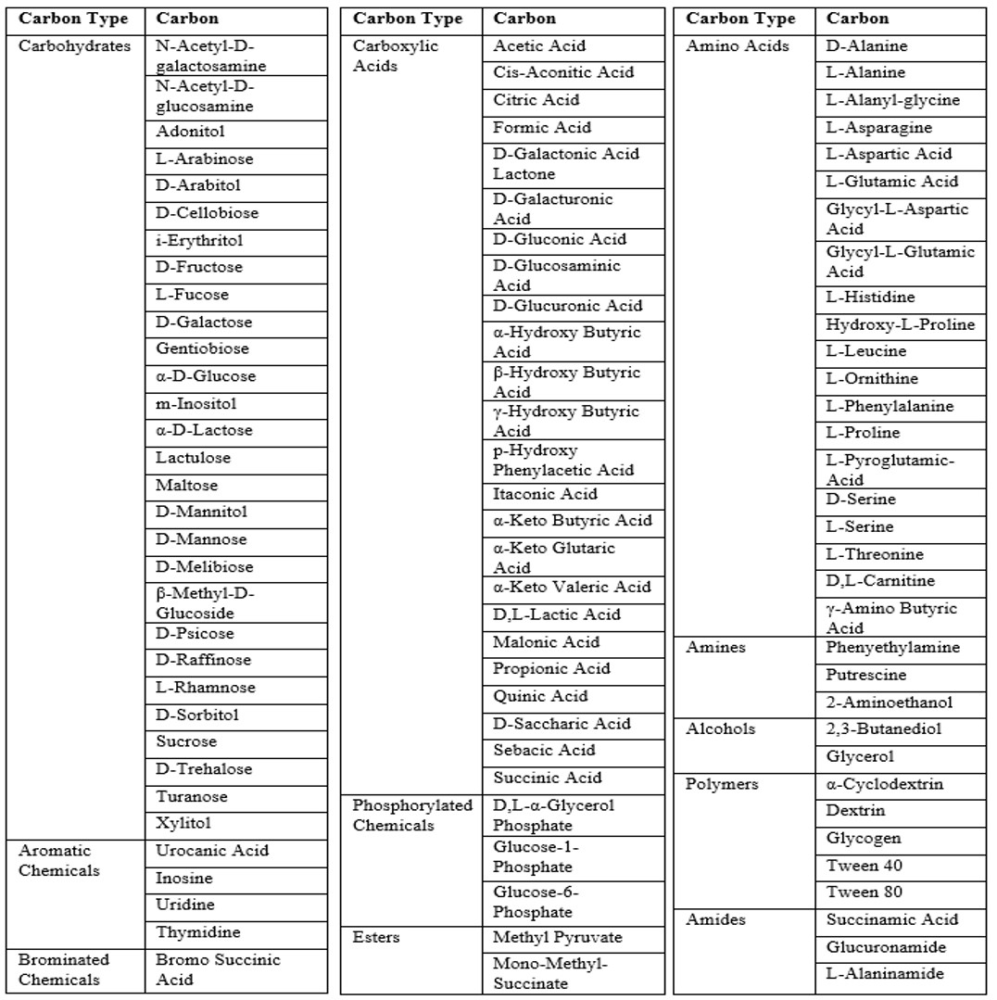 Carbon Type Carbon
Carbohydrates N-Acetyl-D-
galactosamine
N-Acetyl-D-
glucosamine
Adonitol
L-Arabinose
D-Arabitol
D-Cellobiose
i-Erythritol
D-Fructose
L-Fucose
D-Galactose
Gentiobiose
α-D-Glucose
m-Inositol
α-D-Lactose
Lactulose
Maltose
D-Mannitol
D-Mannose
D-Melibiose
β-Methyl-D-
Glucoside
D-Psicose
D-Raffinose
L-Rhamnose
D-Sorbitol
Sucrose
D-Trehalose
Turanose
Xylitol
Aromatic Urocanic Acid
Chemicals
Inosine
Uridine
Thymidine
Brominated Bromo Succinic
Chemicals Acid
Carbon Type Carbon
Carboxylic Acetic Acid
Acids
Cis-Aconitic Acid
Citric Acid
Formic Acid
D-Galactonic Acid
Lactone
D-Galacturonic
Acid
D-Gluconic Acid
D-Glucosaminic
Acid
D-Glucuronic Acid
α-Hydroxy Butyric
Acid
β-Hydroxy Butyric
Acid
γ-Hydroxy Butyric
Acid
p-Hydroxy
Phenylacetic Acid
Itaconic Acid
α-Keto Butyric Acid
α-Keto Glutaric
Acid
α-Keto Valeric Acid
D,L-Lactic Acid
Malonic Acid
Propionic Acid
Quinic Acid
D-Saccharic Acid
Sebacic Acid
Succinic Acid
Phosphorylated D,L-α-Glycerol
Chemicals Phosphate
Glucose-1-
Phosphate
Glucose-6-
Phosphate
Esters Methyl Pyruvate
Mono-Methyl-
Succinate
Carbon Type Carbon
Amino Acids D-Alanine
L-Alanine
L-Alanyl-glycine
L-Asparagine
L-Aspartic Acid
L-Glutamic Acid
Glycyl-L-Aspartic
Acid
Glycyl-L-Glutamic
Acid
L-Histidine
Hydroxy-L-Proline
L-Leucine
L-Ornithine
L-Phenylalanine
L-Proline
L-Pyroglutamic-
Acid
D-Serine
L-Serine
L-Threonine
D,L-Carnitine
γ-Amino Butyric
Acid
Amines Phenyethylamine
Putrescine
2-Aminoethanol
Alcohols 2,3-Butanediol
Glycerol
Polymers α-Cyclodextrin
Dextrin
Glycogen
Tween 40
Tween 80
Amides Succinamic Acid
Glucuronamide
L-Alaninamide